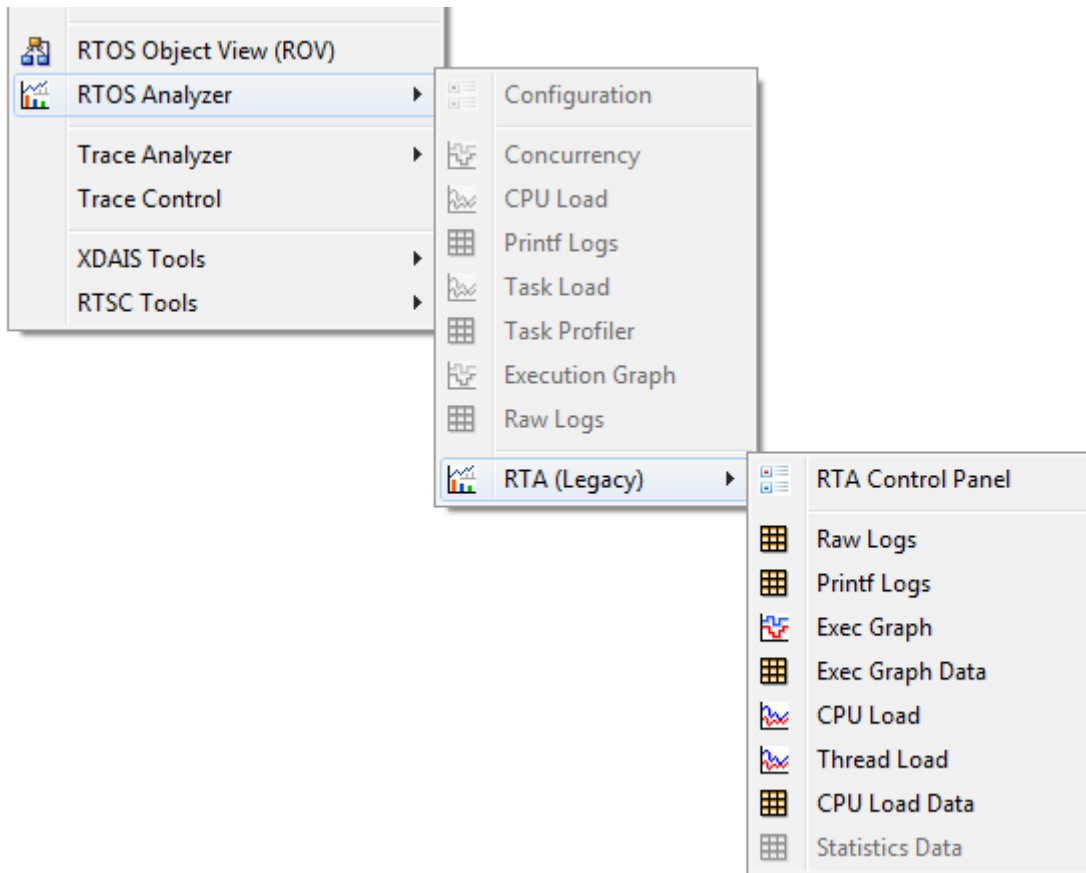 RTOS Object View (ROV)
RTOS Analyzer
Trace Analyzer
Trace Control
XDAIS Tools
RTSC Tools
Configuration
Concurrency
CPU Load
Printf Logs
Task Load
Task Profiler
Execution Graph
Raw Logs
RTA (Legacy)
RTA Control Panel
Raw Logs
Printf Logs
Exec Graph
Exec Graph Data
CPU Load
Thread Load
CPU Load Data
Statistics Data